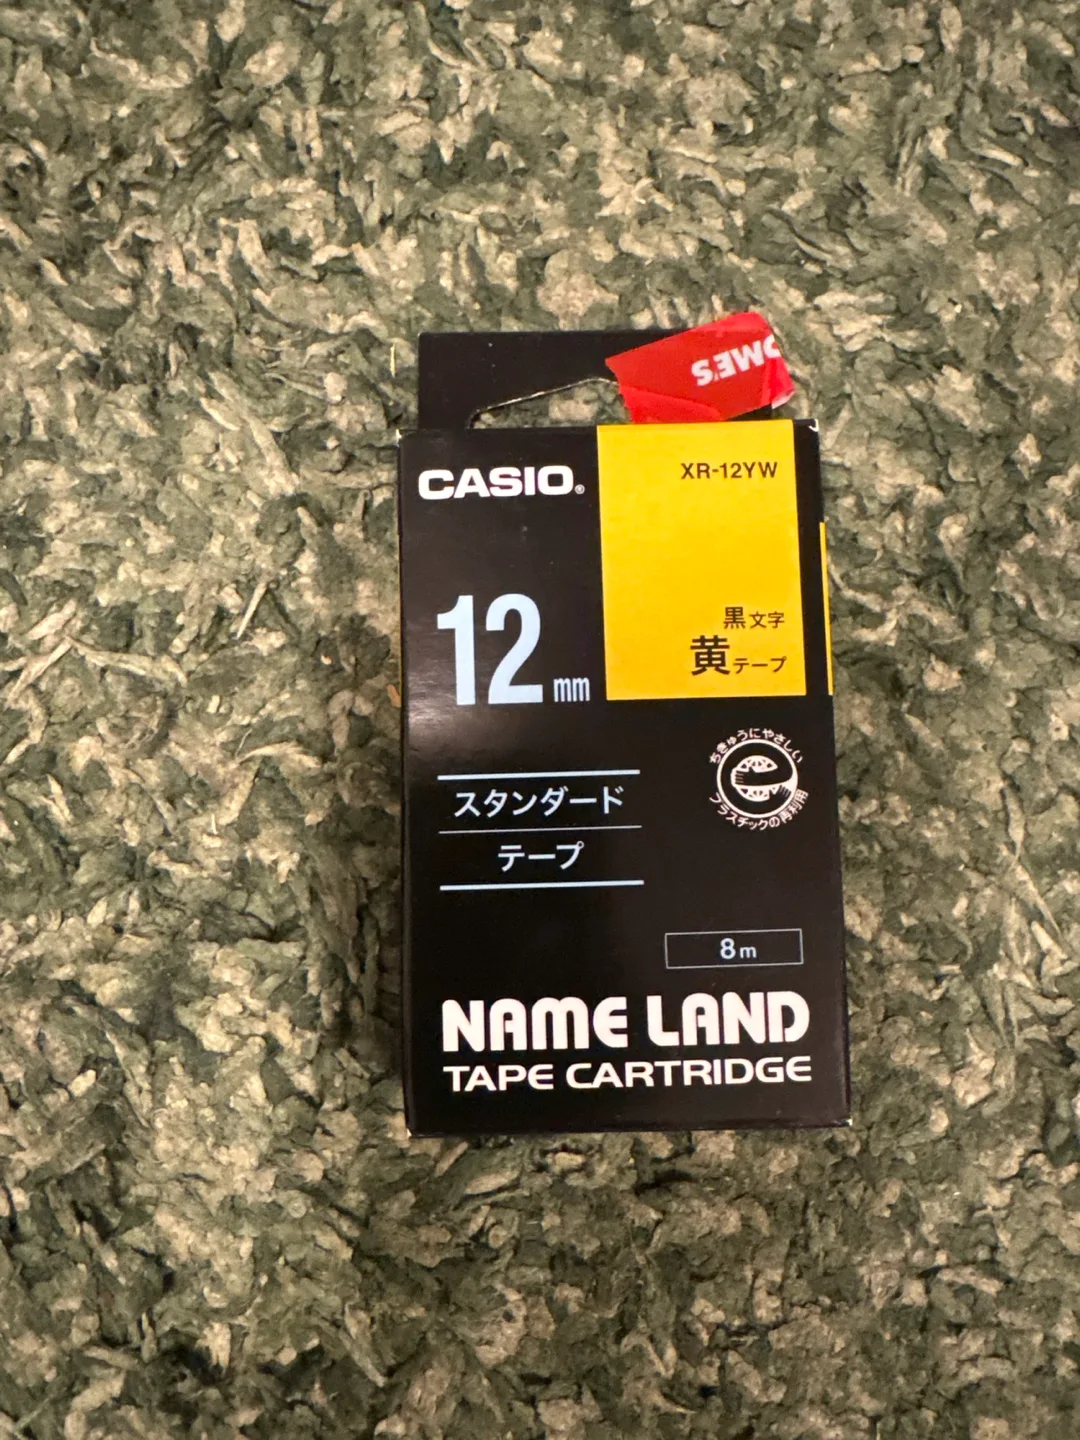 CASIO®
XR-12YW
黒文字
黄テープ
12mm
スタンダード
テープ
ちきゅうにやさしい
プラスチックの再利用
8m
NAME LAND
TAPE CARTRIDGE